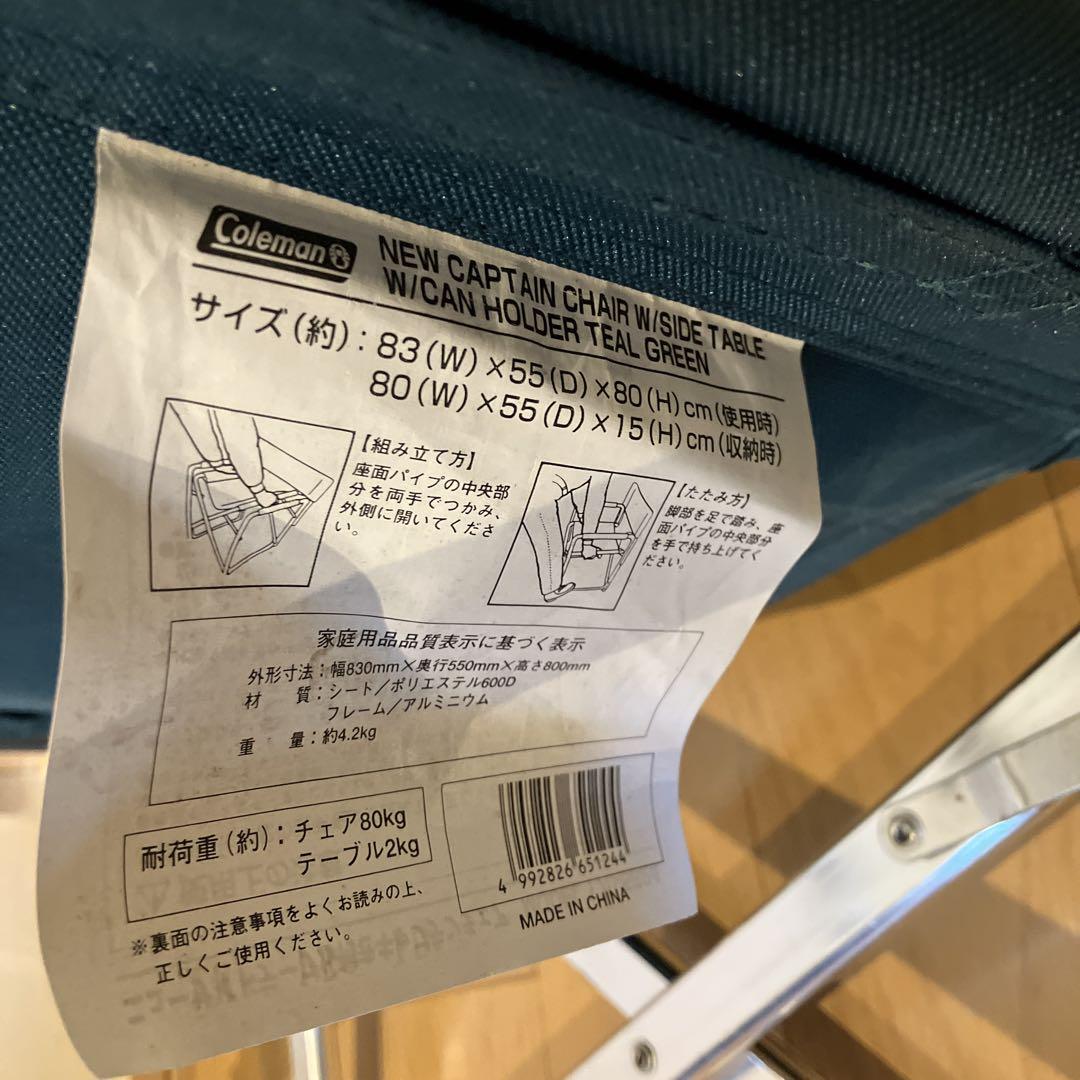 Coleman
NEW CAPTAIN CHAIR W/SIDE TABLE
W/CAN HOLDER TEAL GREEN
サイズ(約):83(W)×55(D)×80(H)cm(使用時)
80(W)×55(D)×15(H)cm(収納時)
【組み立て方】
座面パイプの中央部
分を両手でつかみ、
外側に開いてくださ
い。
【たたみ方】
脚部を足で踏み、座
面パイプの中央部分
を手で持ち上げてく
ださい。
家庭用品品質表示に基づく表示
外形寸法:幅830mm×奥行550mm×高さ800mm
材 質:シート/ポリエステル600D
フレーム/アルミニウム
重 量:約4.2kg
耐荷重(約):チェア80kg
テーブル2kg
4 992826 651244
MADE IN CHINA
※裏面の注意事項をよくお読みの上、
正しくご使用ください。